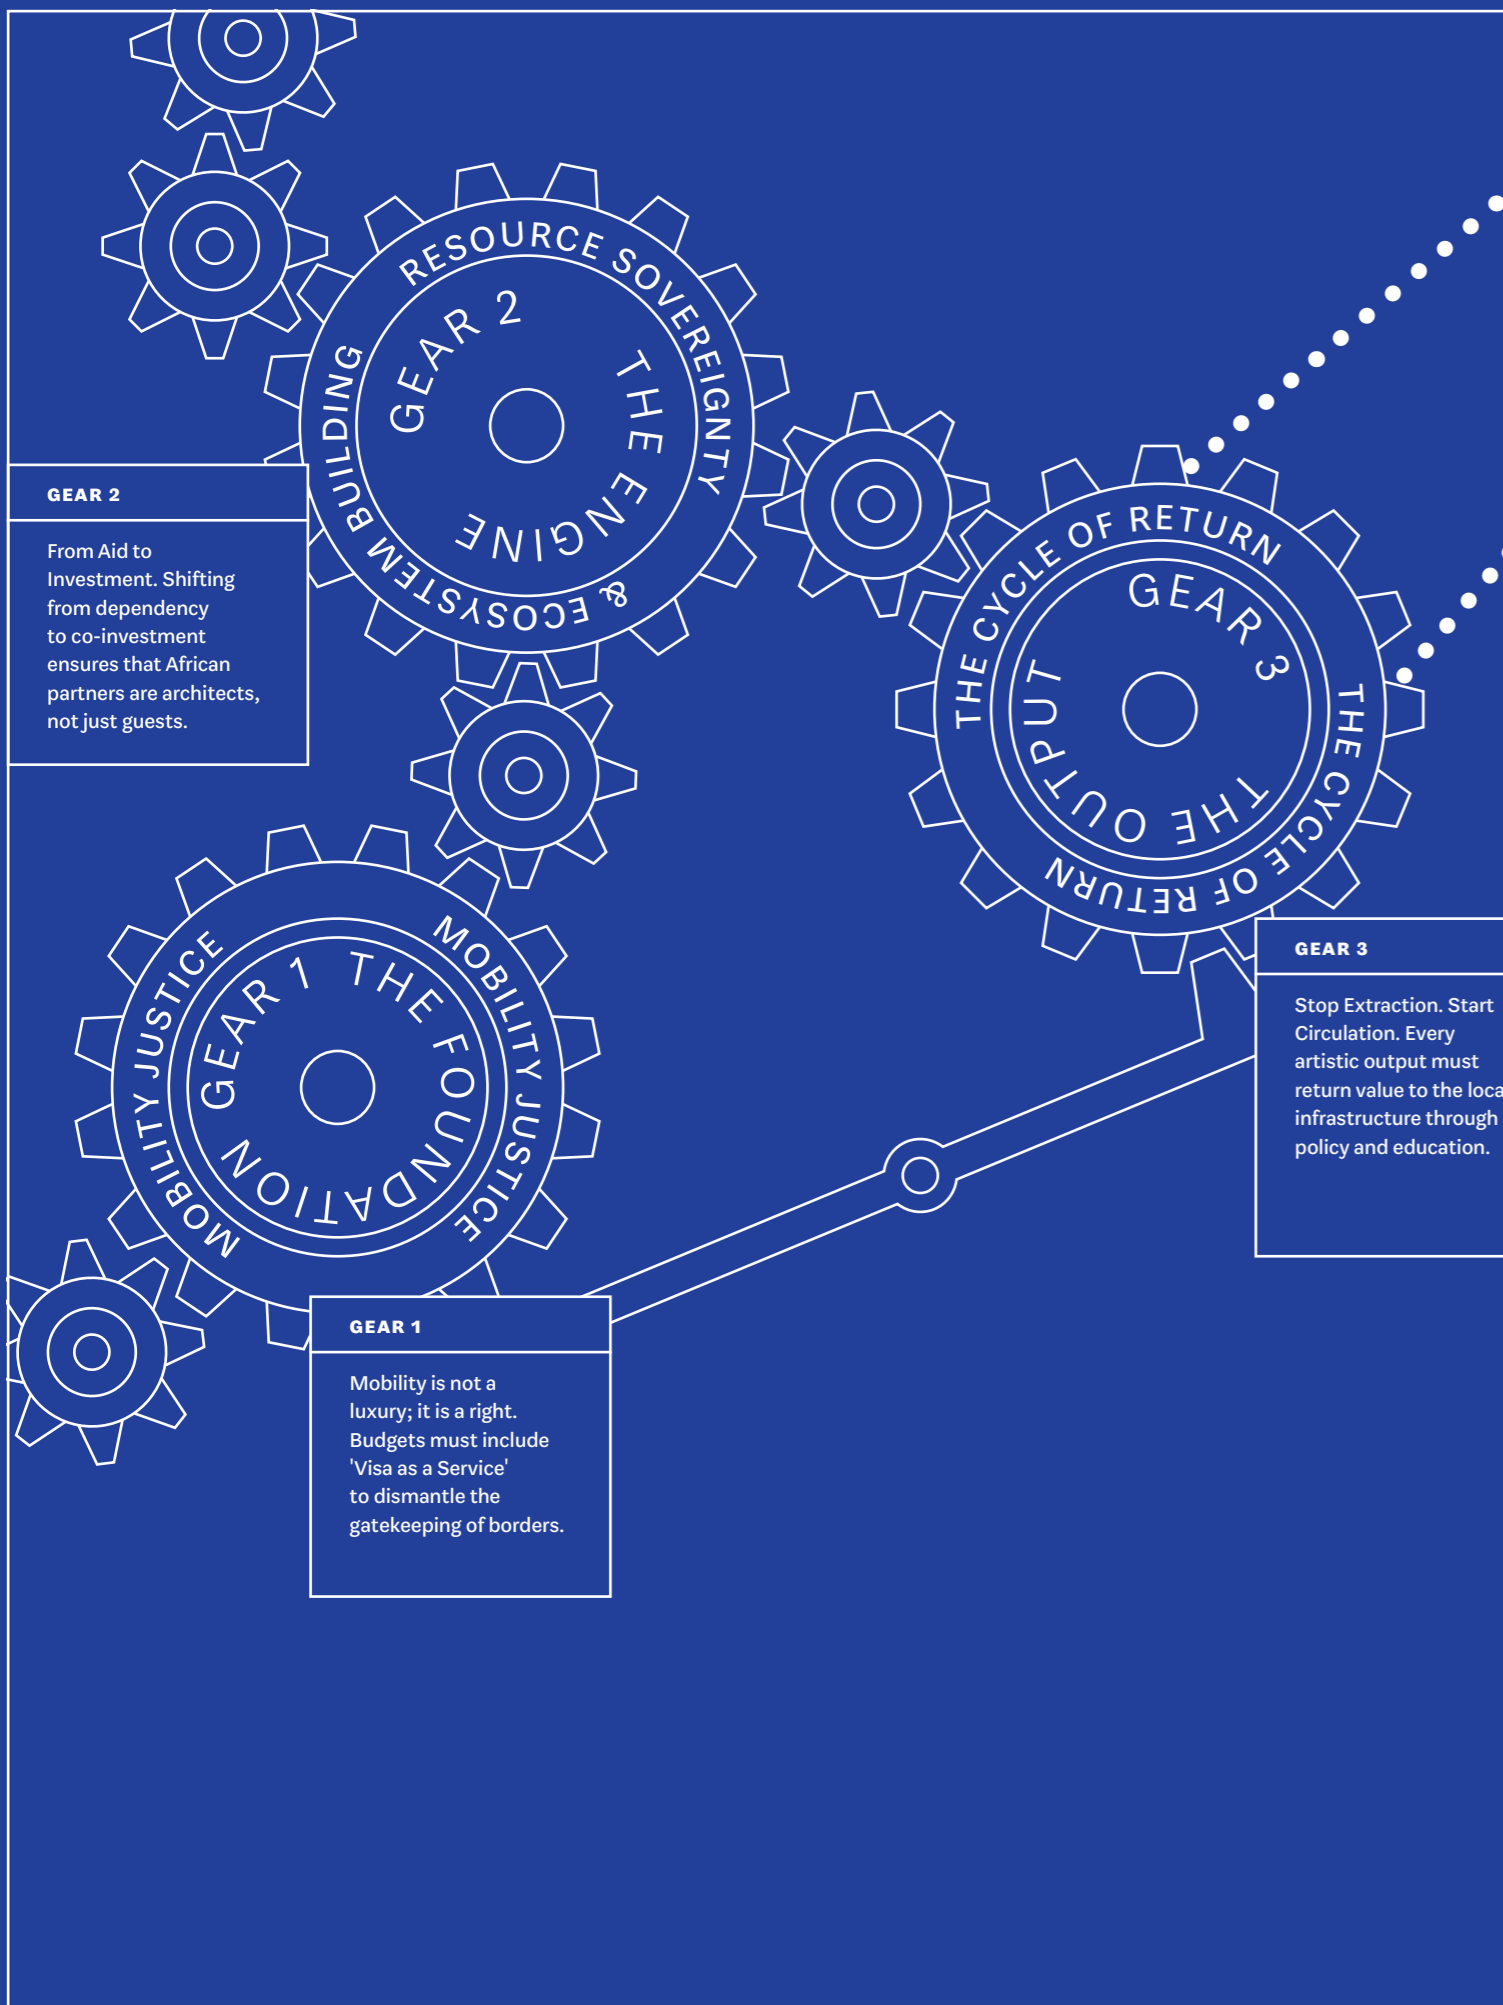 RESOURCE SOVEREIGNTY
& ECOSYSTEM BUILDING
GEAR 2
THE ENGINE
GEAR 2
From Aid to
Investment. Shifting
from dependency
to co-investment
ensures that African
partners are architects,
not just guests.
THE CYCLE OF RETURN
THE CYCLE OF RETURN
GEAR 3
THE OUTPUT
GEAR 3
Stop Extraction. Start
Circulation. Every
artistic output must
return value to the loca
infrastructure through
policy and education.
MOBILITY JUSTICE
MOBILITY JUSTICE
GEAR 1 THE FOUNDATION
GEAR 1
Mobility is not a
luxury; it is a right.
Budgets must include
'Visa as a Service'
to dismantle the
gatekeeping of borders.